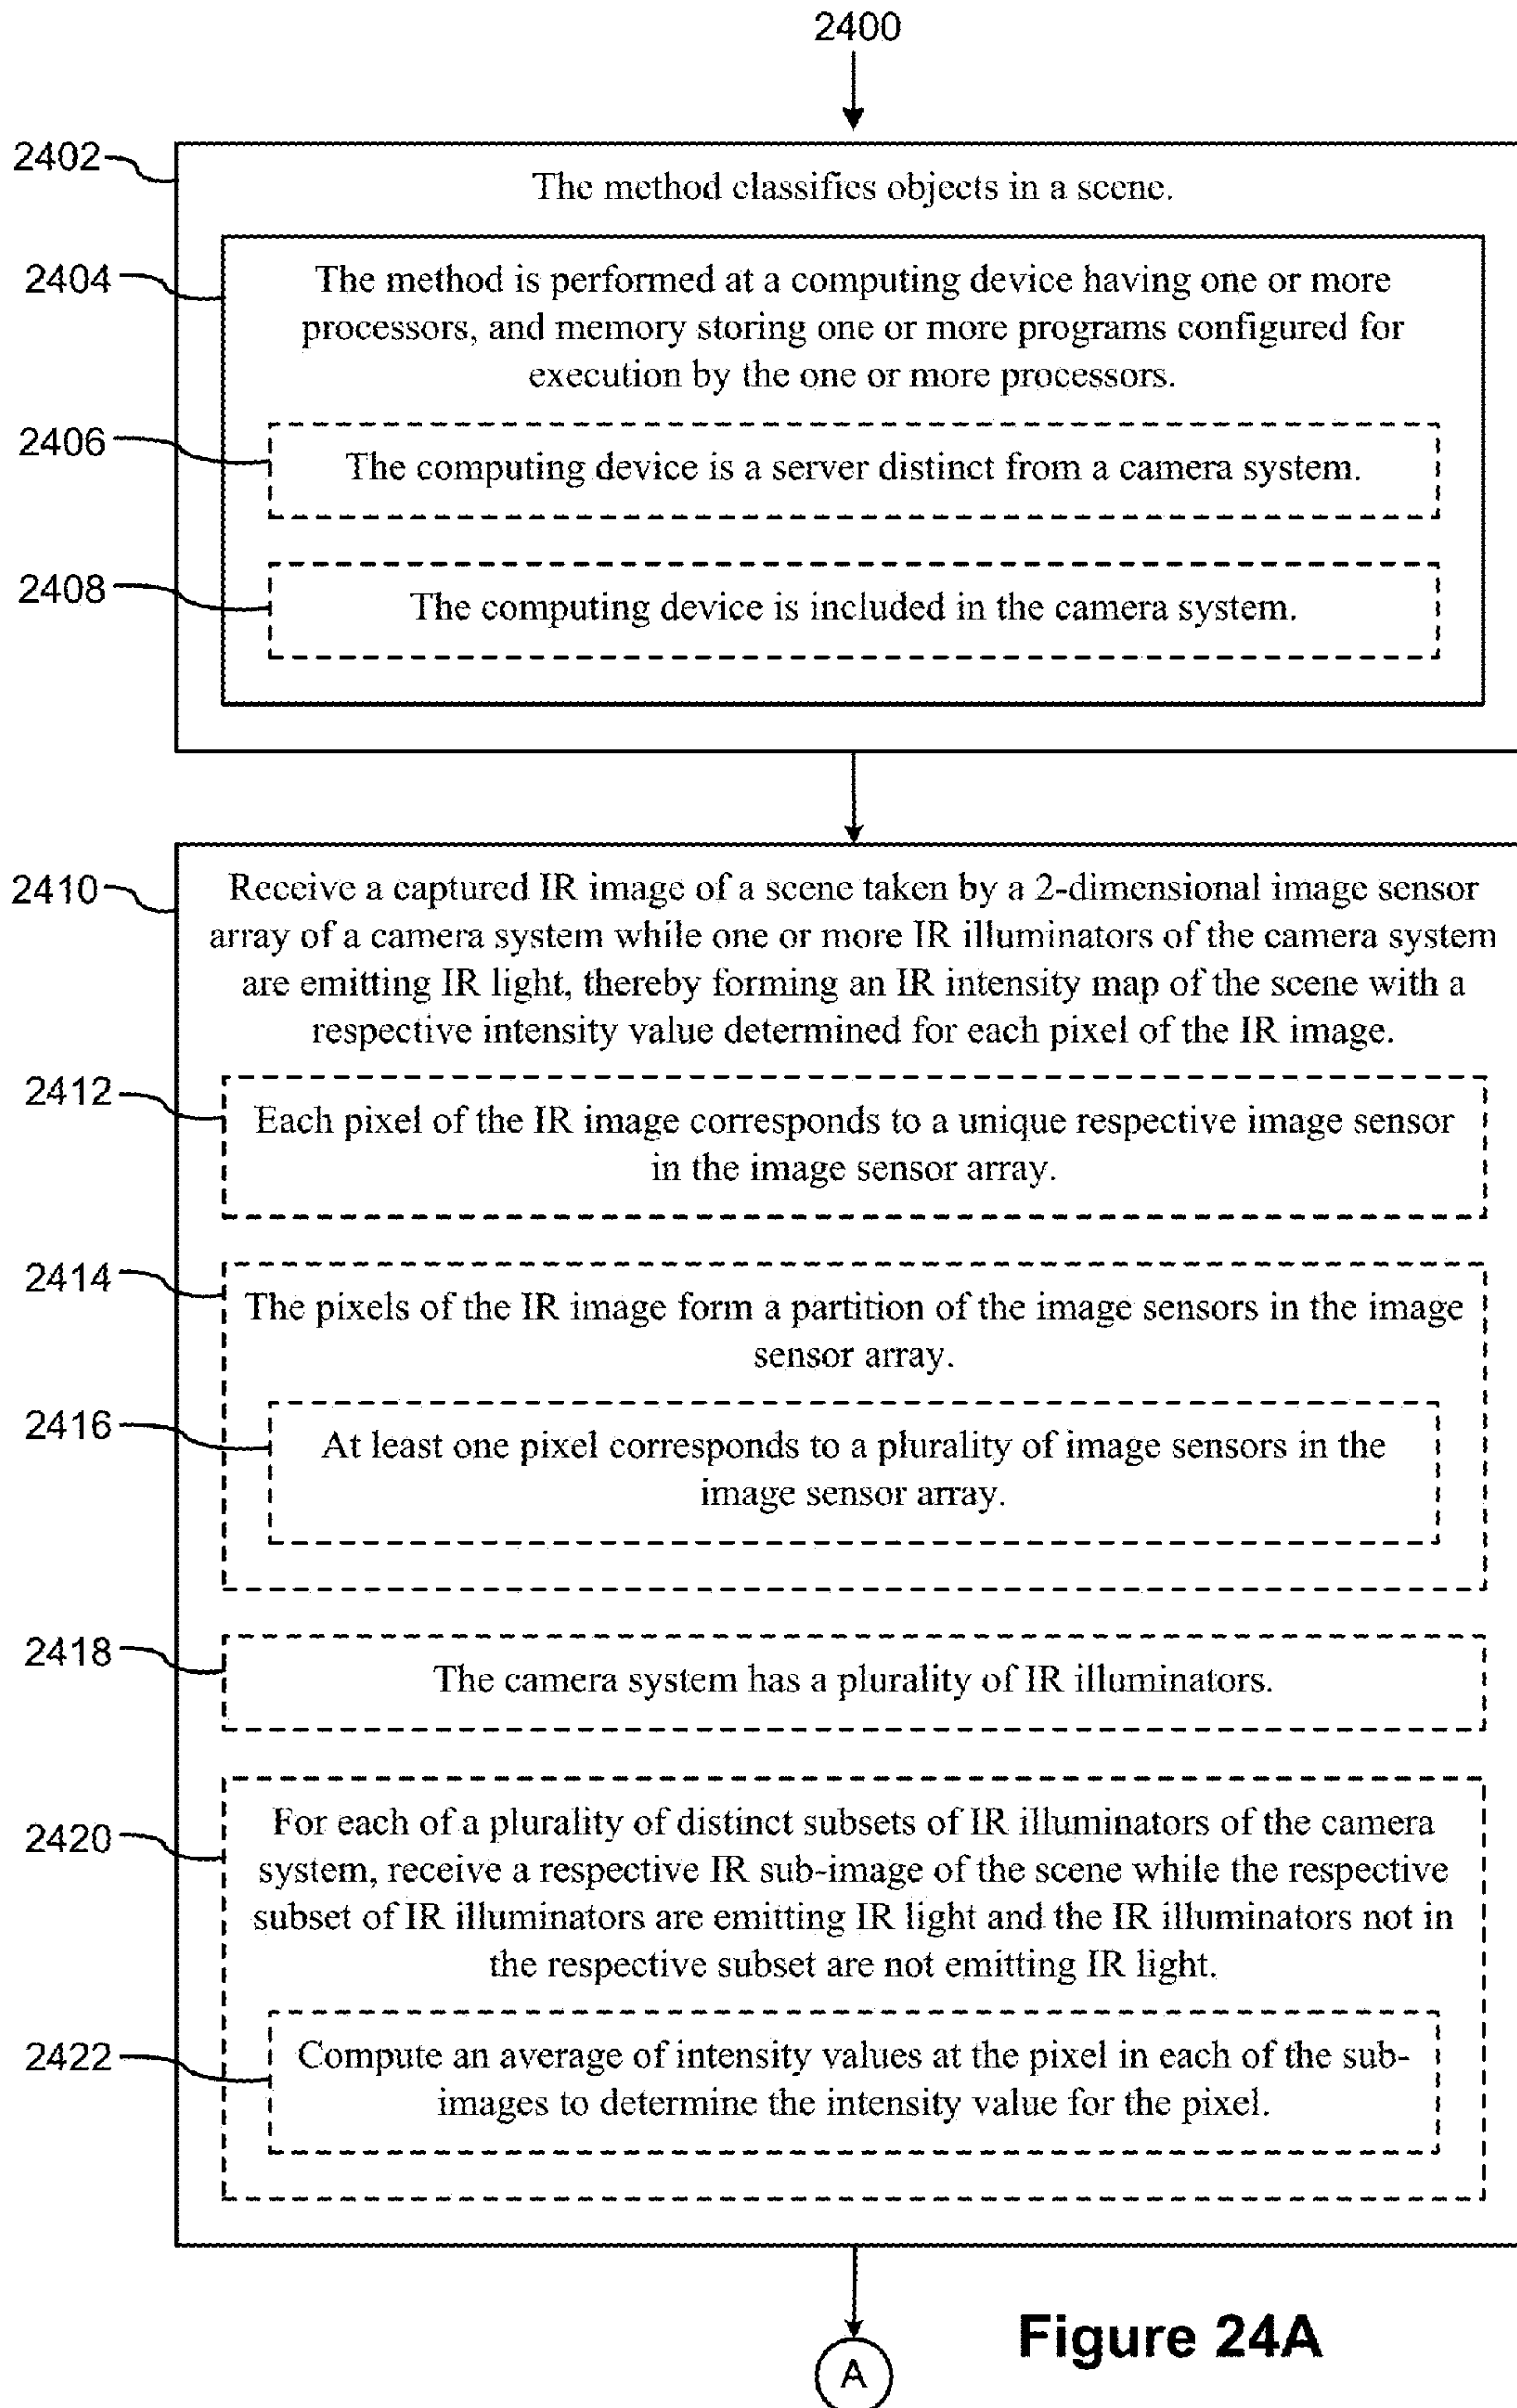 2400
2402
The method classifies objects in a scene.
2404
The method is performed at a computing device having one or more
processors, and memory storing one or more programs configured for
execution by the one or more processors.
2406
The computing device is a server distinct from a camera system.
2408
The computing device is included in the camera system.
2410
Receive a captured IR image of a scene taken by a 2-dimensional image sensor
array of a camera system while one or more IR illuminators of the camera system
are emitting IR light, thereby forming an IR intensity map of the scene with a
respective intensity value determined for each pixel of the IR image.
2412
Each pixel of the IR image corresponds to a unique respective image sensor
in the image sensor array.
2414
The pixels of the IR image form a partition of the image sensors in the image
sensor array.
2416
At least one pixel corresponds to a plurality of image sensors in the
image sensor array.
2418
The camera system has a plurality of IR illuminators.
2420
For each of a plurality of distinct subsets of IR illuminators of the camera
system, receive a respective IR sub-image of the scene while the respective
subset of IR illuminators are emitting IR light and the IR illuminators not in
the respective subset are not emitting IR light.
2422
Compute an average of intensity values at the pixel in each of the sub-
images to determine the intensity value for the pixel.
A
Figure 24A